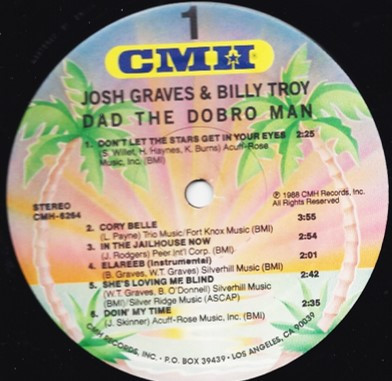 1
CMH
JOSH GRAVES & BILLY TROY
DAD THE DOBRO MAN
1. DON'T LET THE STARS GET IN YOUR EYES 2:25
(S. Willet, H. Haynes, K. Burns) Acuff-Rose
Music, Inc. (BMI)
STEREO
CMH-6264
℗ 1988 CMH Records, Inc.
All Rights Reserved
2. CORY BELLE 3:55
(L. Payne) Trio Music/Fort Knox Music (BMI)
3. IN THE JAILHOUSE NOW 2:54
(J. Rodgers) Peer Int'l Corp. (BMI)
4. ELAREEB (Instrumental) 2:01
(B. Graves, W.T. Graves) Silverhill Music (BMI)
5. SHE'S LOVING ME BLIND 2:42
(W.T. Graves, B. O'Donnell) Silverhill Music
(BMI)/Silver Ridge Music (ASCAP)
6. DOIN' MY TIME 2:35
(J. Skinner) Acuff-Rose Music, Inc. (BMI)
CMH RECORDS, INC. • P.O. BOX 39439 • LOS ANGELES, CA 90039